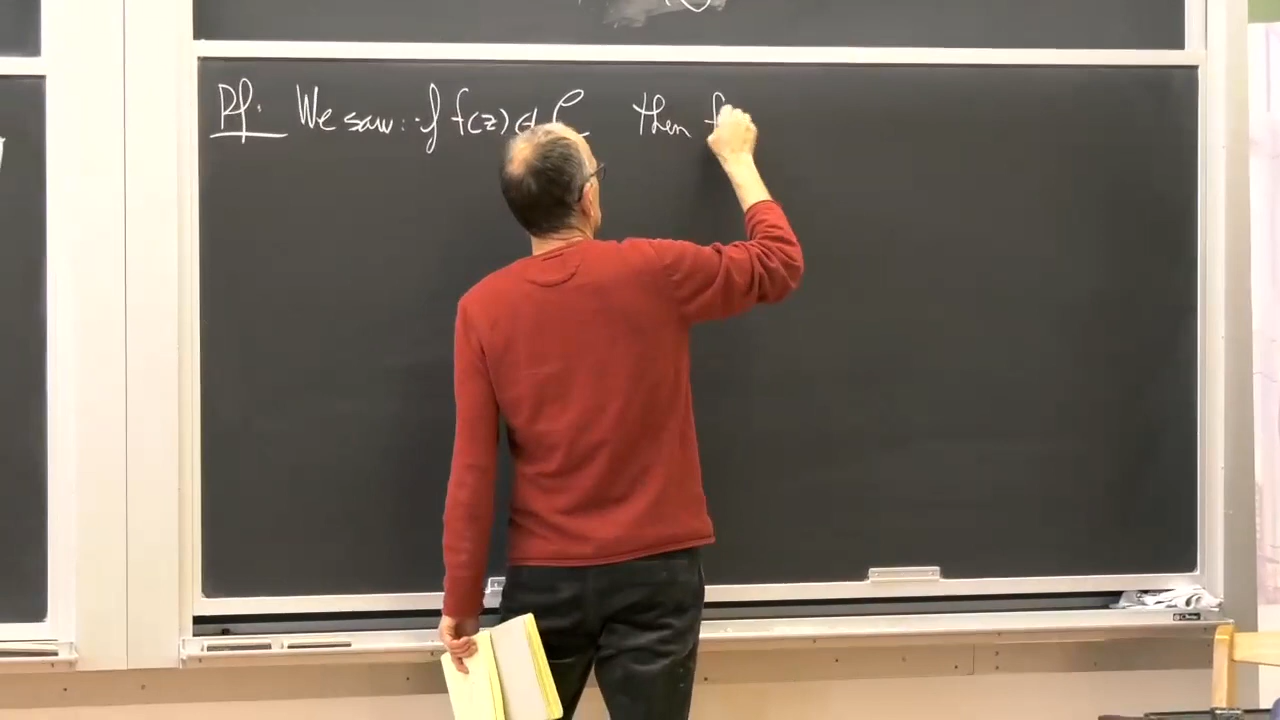 Pf: We saw: if f(z) ∈ then f